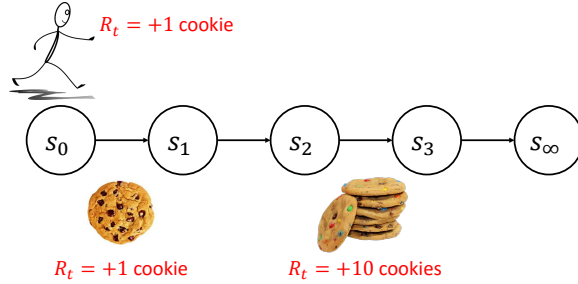 R_t = +1 cookie
s_0 s_1 s_2 s_3 s_∞
R_t = +1 cookie R_t = +10 cookies